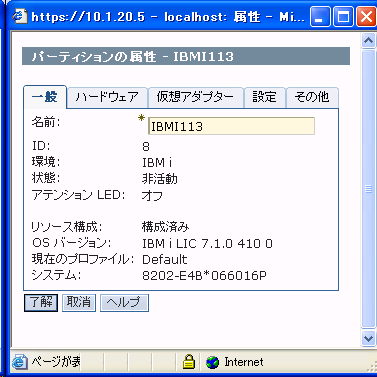 https://10.1.20.5 - localhost: 属性 - Mi...
パーティションの属性 - IBMI113
一般 ハードウェア 仮想アダプター 設定 その他
名前: * IBMI113
ID: 8
環境: IBM i
状態: 非活動
アテンション LED: オフ
リソース構成: 構成済み
OS バージョン: IBM i LIC 7.1.0 410 0
現在のプロファイル: Default
システム: 8202-E4B*066016P
了解 取消 ヘルプ
ページが表 Internet